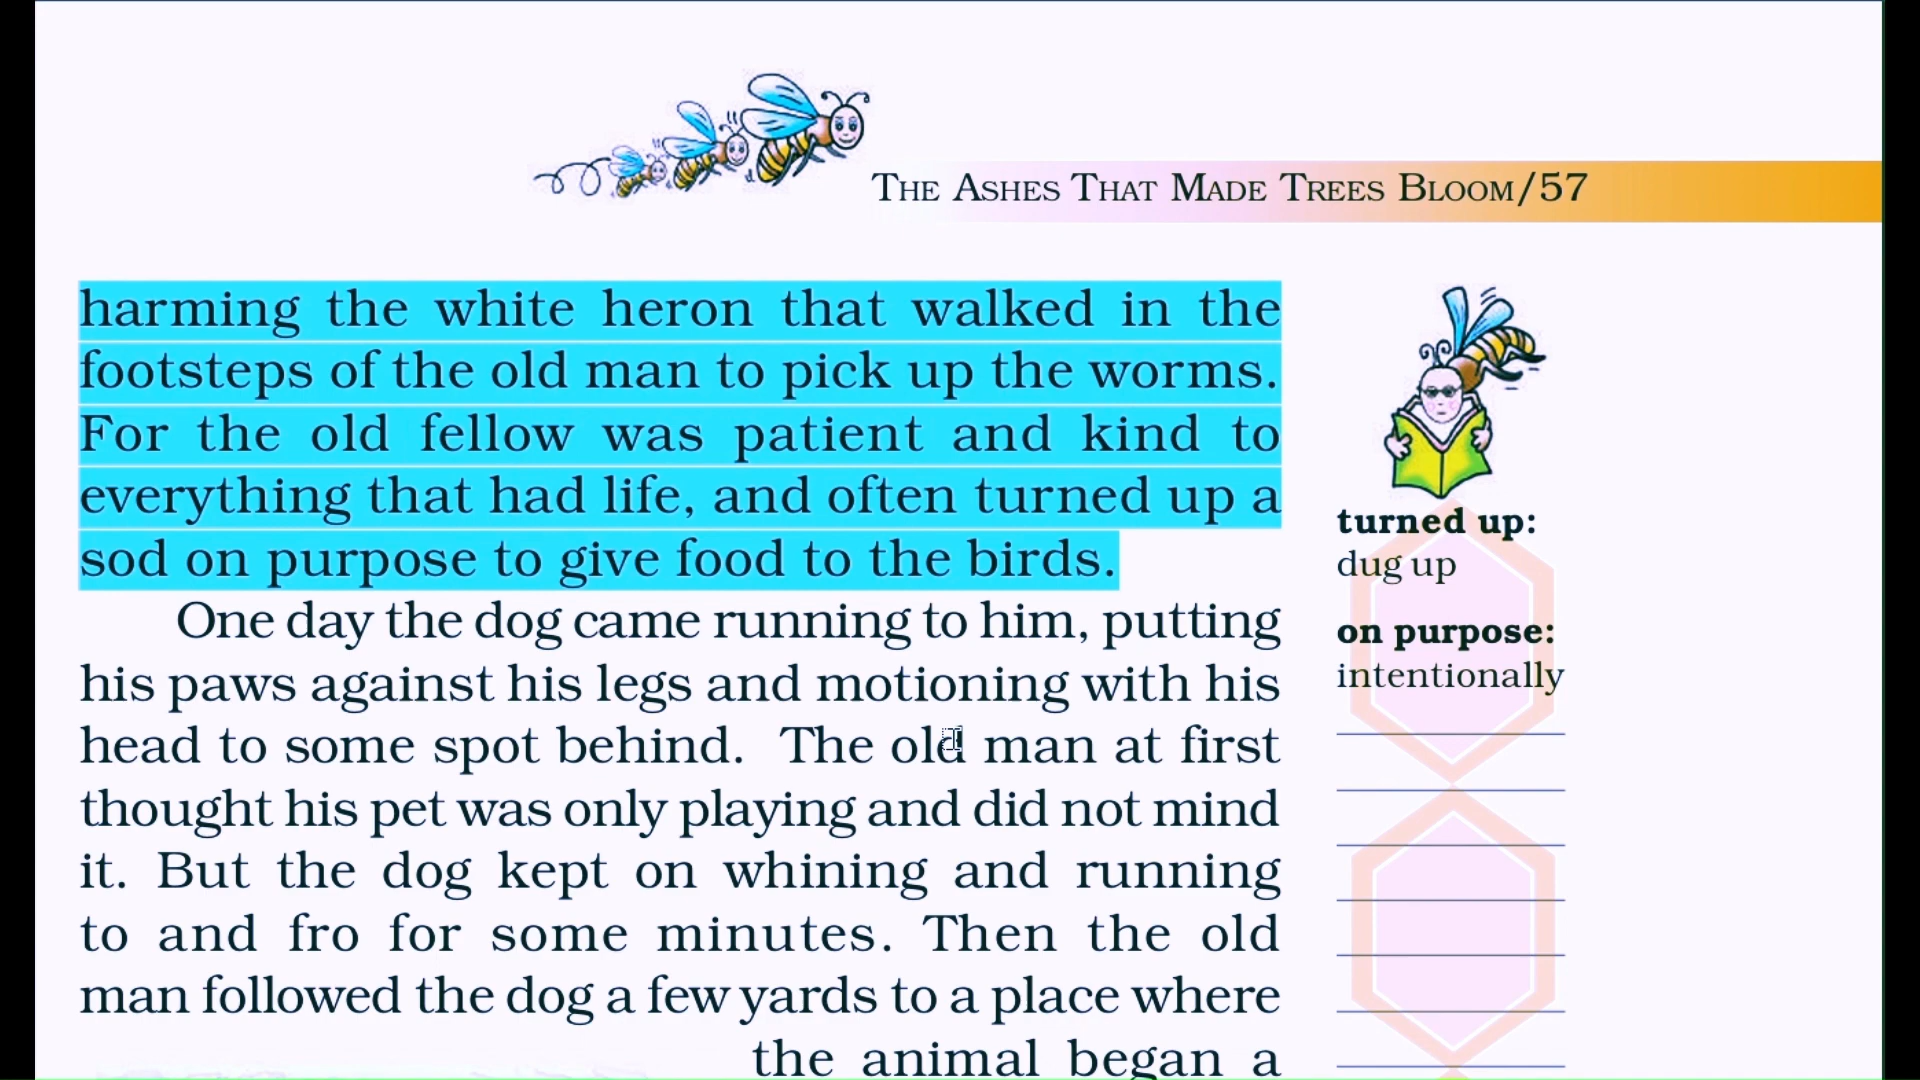 The Ashes That Made Trees Bloom/57
harming the white heron that walked in the
footsteps of the old man to pick up the worms.
For the old fellow was patient and kind to
everything that had life, and often turned up a
sod on purpose to give food to the birds.
One day the dog came running to him, putting
his paws against his legs and motioning with his
head to some spot behind. The old man at first
thought his pet was only playing and did not mind
it. But the dog kept on whining and running
to and fro for some minutes. Then the old
man followed the dog a few yards to a place where
the animal began a
turned up:
dug up
on purpose:
intentionally